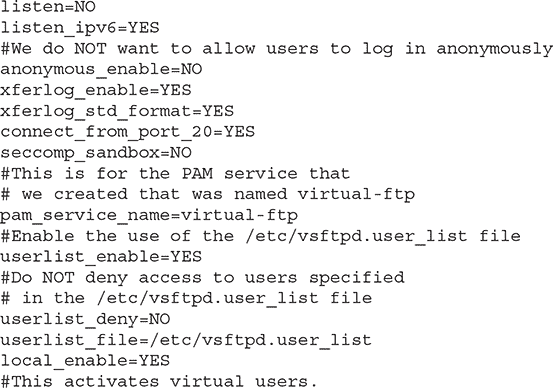 listen=NO
listen_ipv6=YES
#We do NOT want to allow users to log in anonymously
anonymous_enable=NO
xferlog_enable=YES
xferlog_std_format=YES
connect_from_port_20=YES
seccomp_sandbox=NO
#This is for the PAM service that
# we created that was named virtual-ftp
pam_service_name=virtual-ftp
#Enable the use of the /etc/vsftpd.user_list file
userlist_enable=YES
#Do NOT deny access to users specified
# in the /etc/vsftpd.user_list file
userlist_deny=NO
userlist_file=/etc/vsftpd.user_list
local_enable=YES
#This activates virtual users.